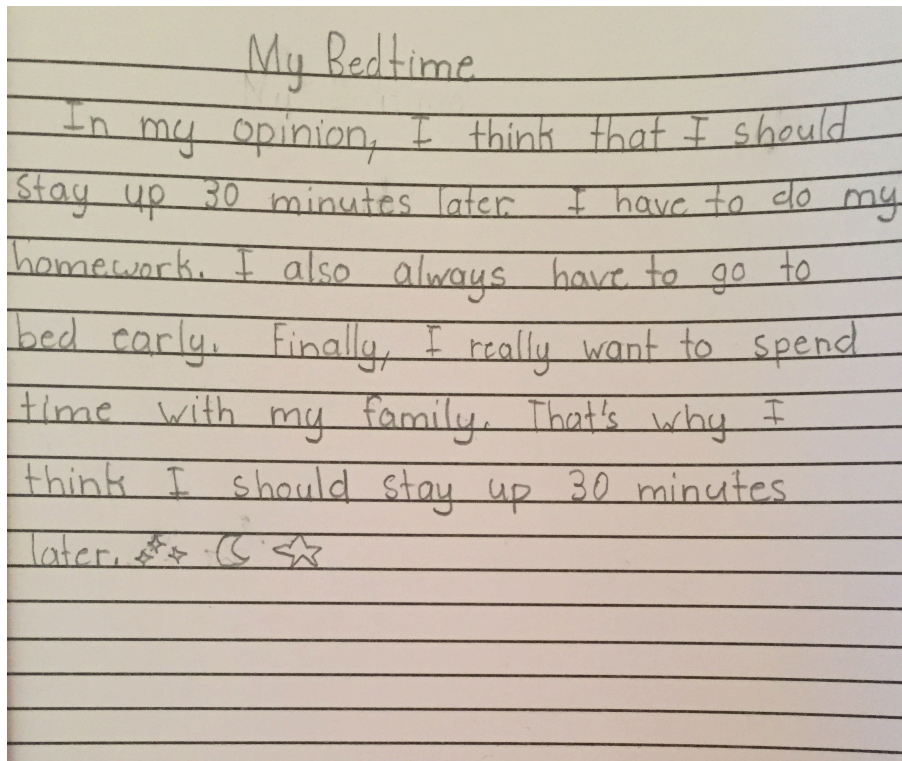 My Bedtime
In my opinion, I think that I should
stay up 30 minutes later. I have to do my
homework. I also always have to go to
bed early. Finally, I really want to spend
time with my family. That's why I
think I should stay up 30 minutes
later.